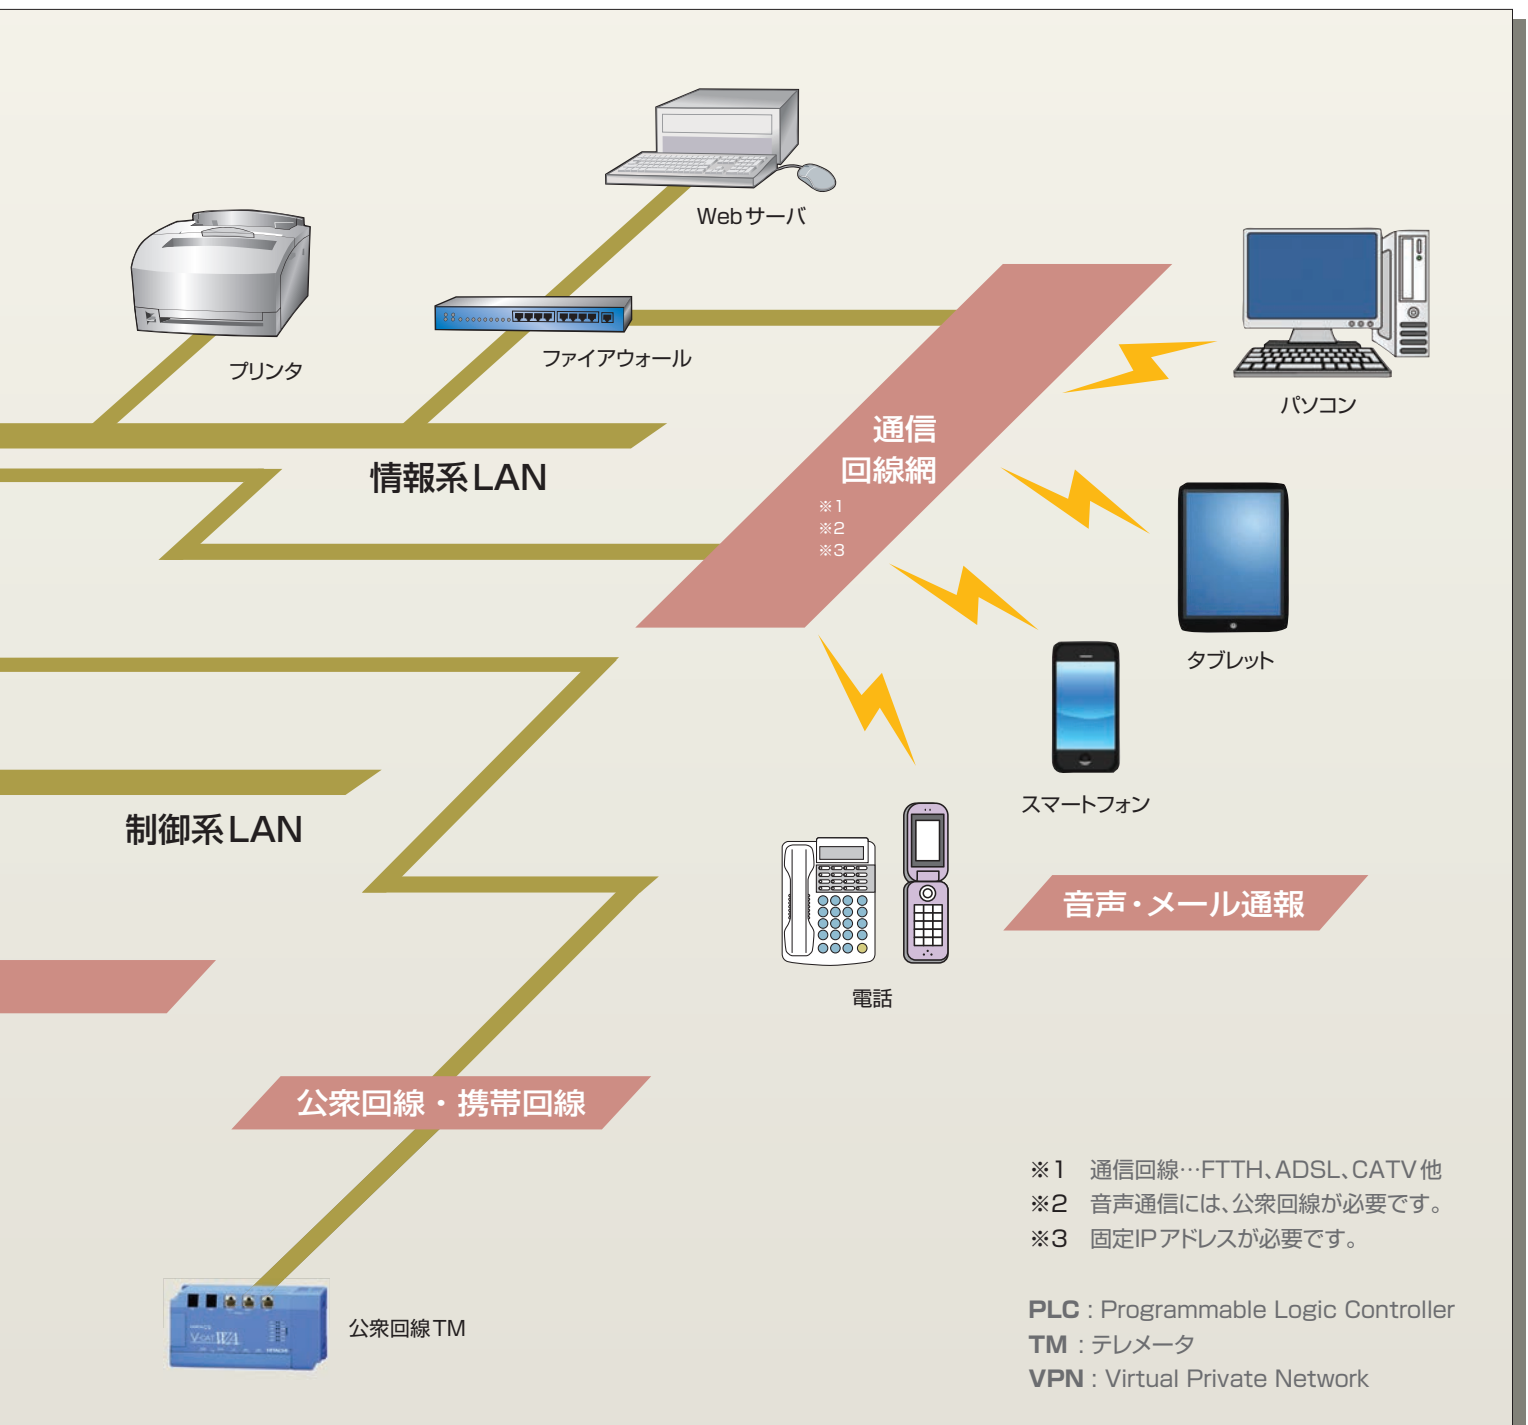 Webサーバ
プリンタ
ファイアウォール
パソコン
通信
回線網
※1
※2
※3
情報系LAN
タブレット
スマートフォン
制御系LAN
音声・メール通報
電話
公衆回線・携帯回線
※1 通信回線…FTTH、ADSL、CATV他
※2 音声通信には、公衆回線が必要です。
※3 固定IPアドレスが必要です。
公衆回線TM
PLC : Programmable Logic Controller
TM : テレメータ
VPN : Virtual Private Network